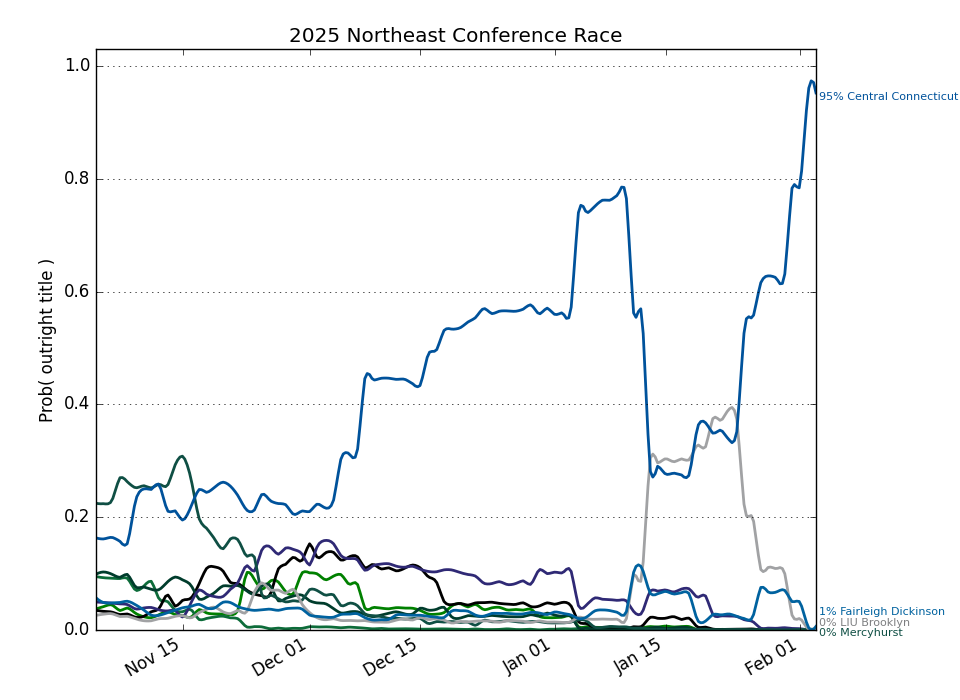 2025 Northeast Conference Race
Prob( outright title )
1.0
0.8
0.6
0.4
0.2
0.0
95% Central Connecticut
1% Fairleigh Dickinson
0% LIU Brooklyn
0% Mercyhurst
Nov 15
Dec 01
Dec 15
Jan 01
Jan 15
Feb 01